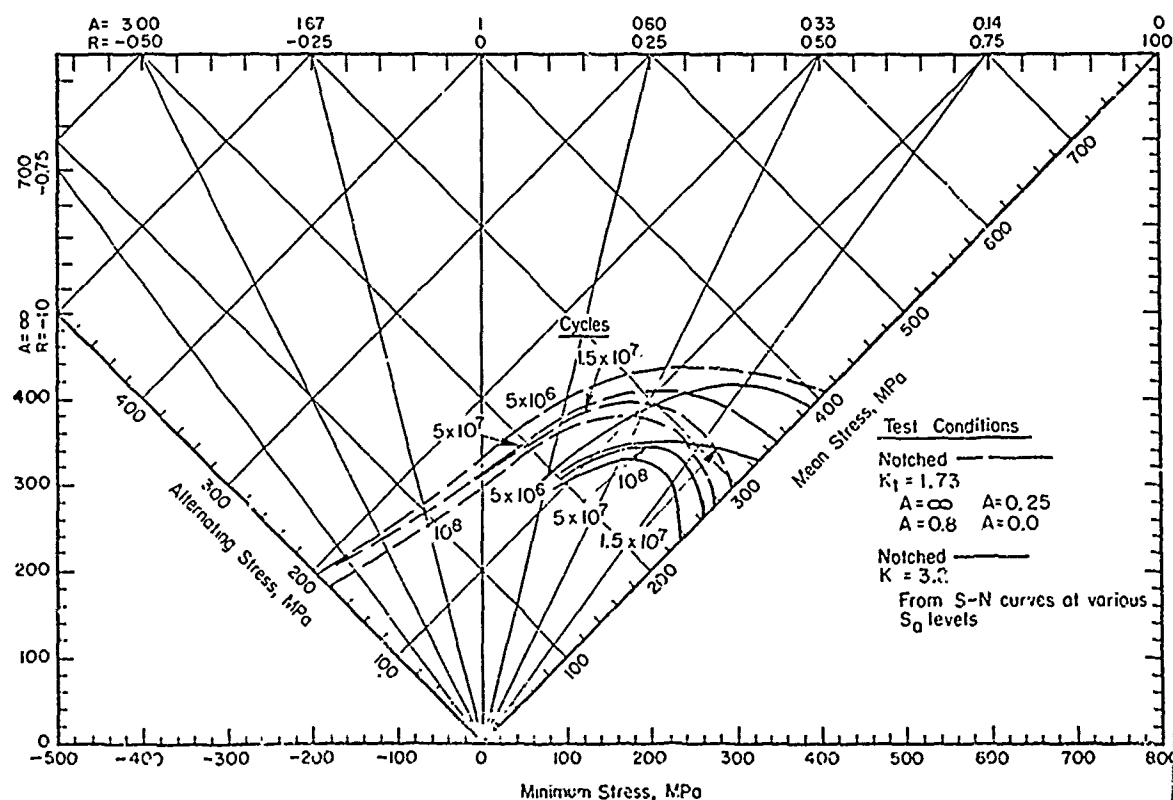 A= 3.00 1.67 1 0.60 0.33 0.14 0
R= -0.50 -0.25 0 0.25 0.50 0.75 1.00
700
-0.75
A=∞
R=-1.0
400
300
200
100
0
-500 -400 -300 -200 -100 0 100 200 300 400 500 600 700 800
Minimum Stress, MPa
400
300
200
100
Alternating Stress, MPa
100
200
300
400
500
600
700
Mean Stress, MPa
Cycles
1.5 x 10⁷
5 x 10⁶
5 x 10⁷
10⁸
5 x 10⁶
10⁸
5 x 10⁷
1.5 x 10⁷
Test Conditions
Notched
Kt = 1.73
A=∞ A=0.25
A=0.8 A=0.0
Notched
K = 3.2
From S-N curves at various
Sa levels